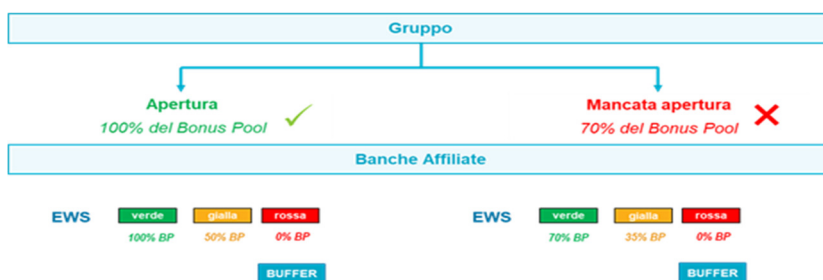 Gruppo
Apertura
100% del Bonus Pool
Mancata apertura
70% del Bonus Pool
Banche Affiliate
EWS verde gialla rossa
100% BP 50% BP 0% BP
BUFFER
EWS verde gialla rossa
70% BP 35% BP 0% BP
BUFFER